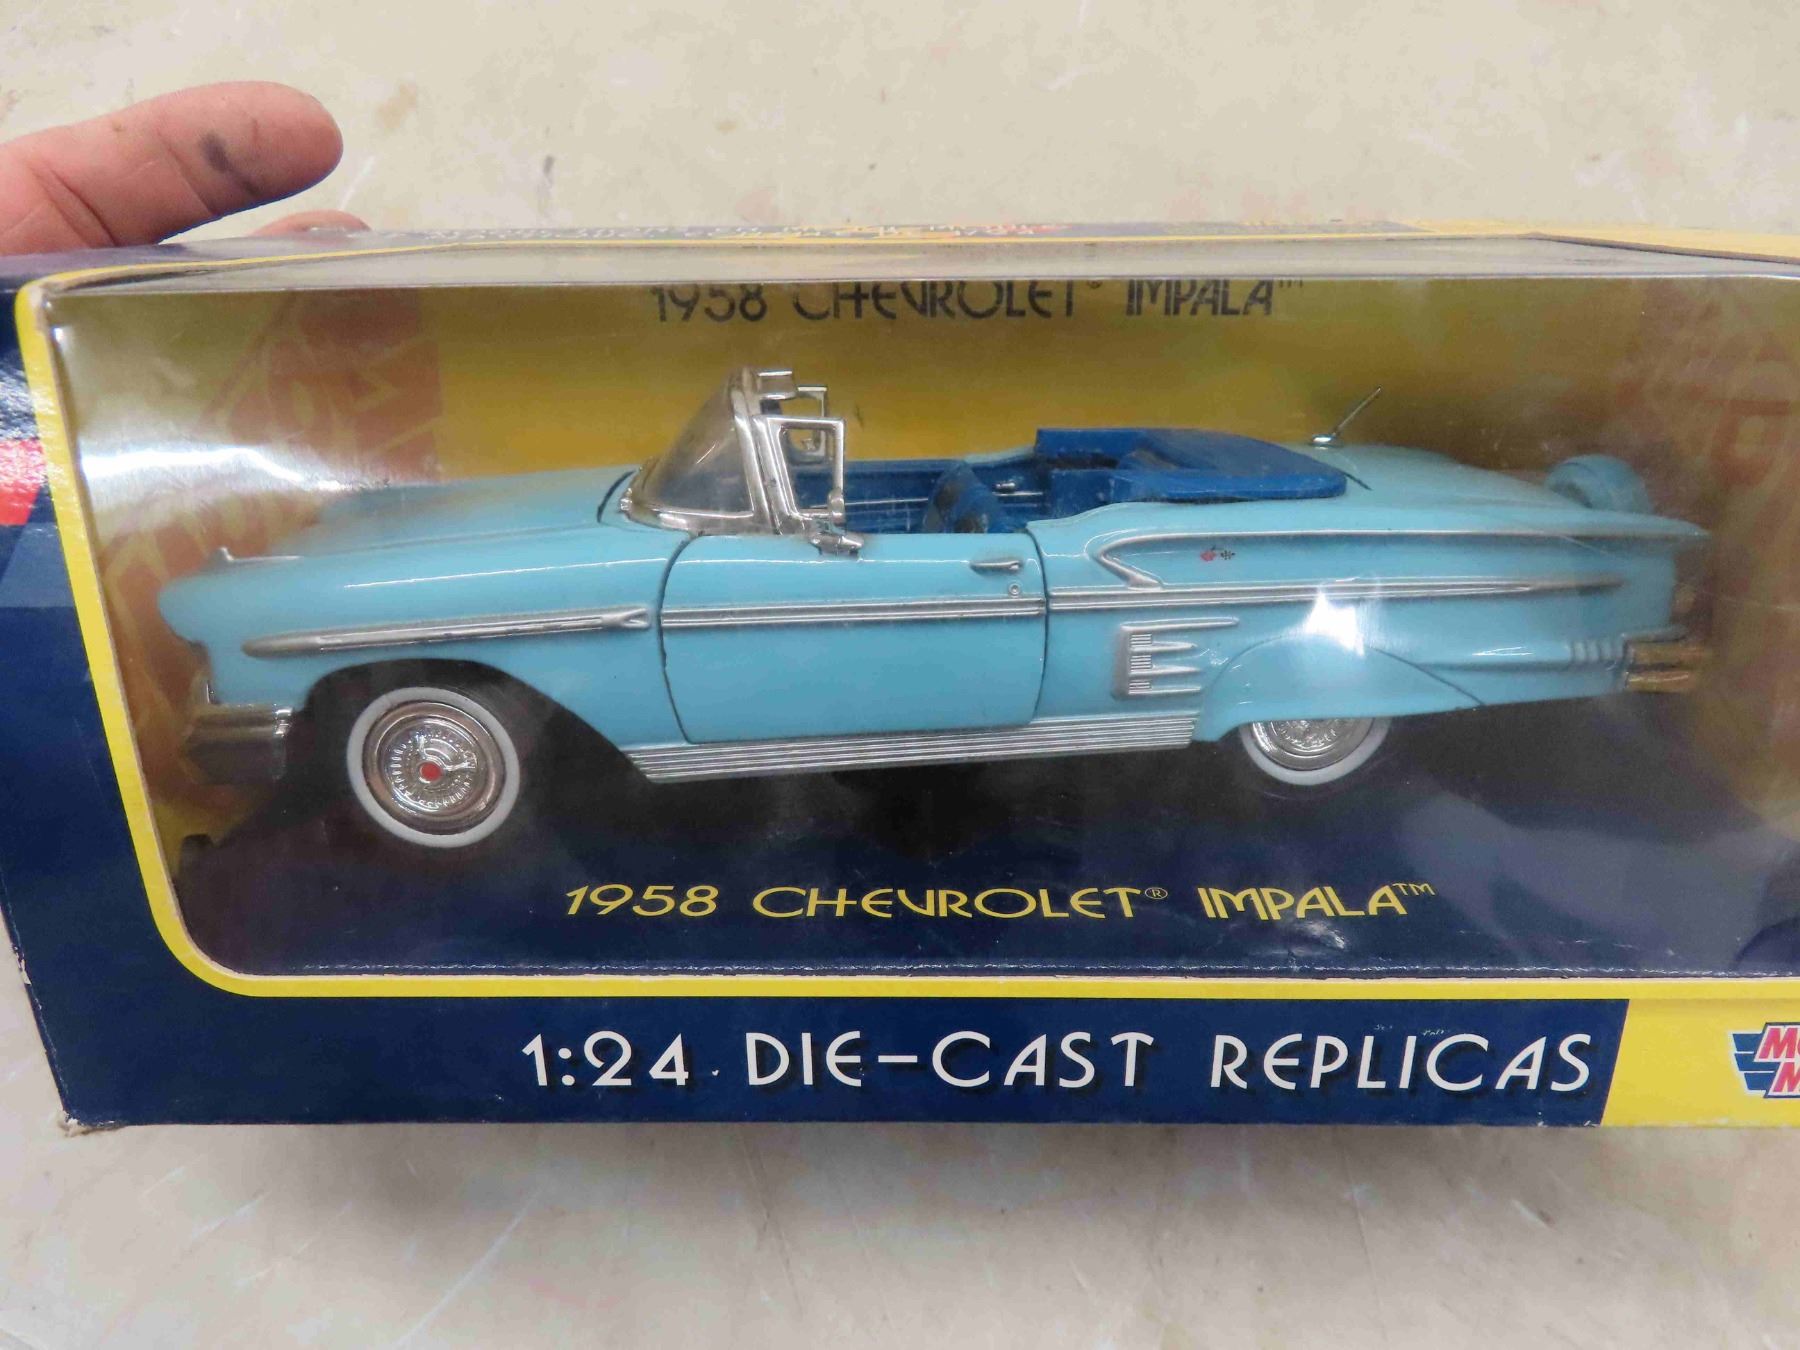 1958 CHEVROLET® IMPALA™
1958 CHEVROLET® IMPALA™
1:24 DIE-CAST REPLICAS